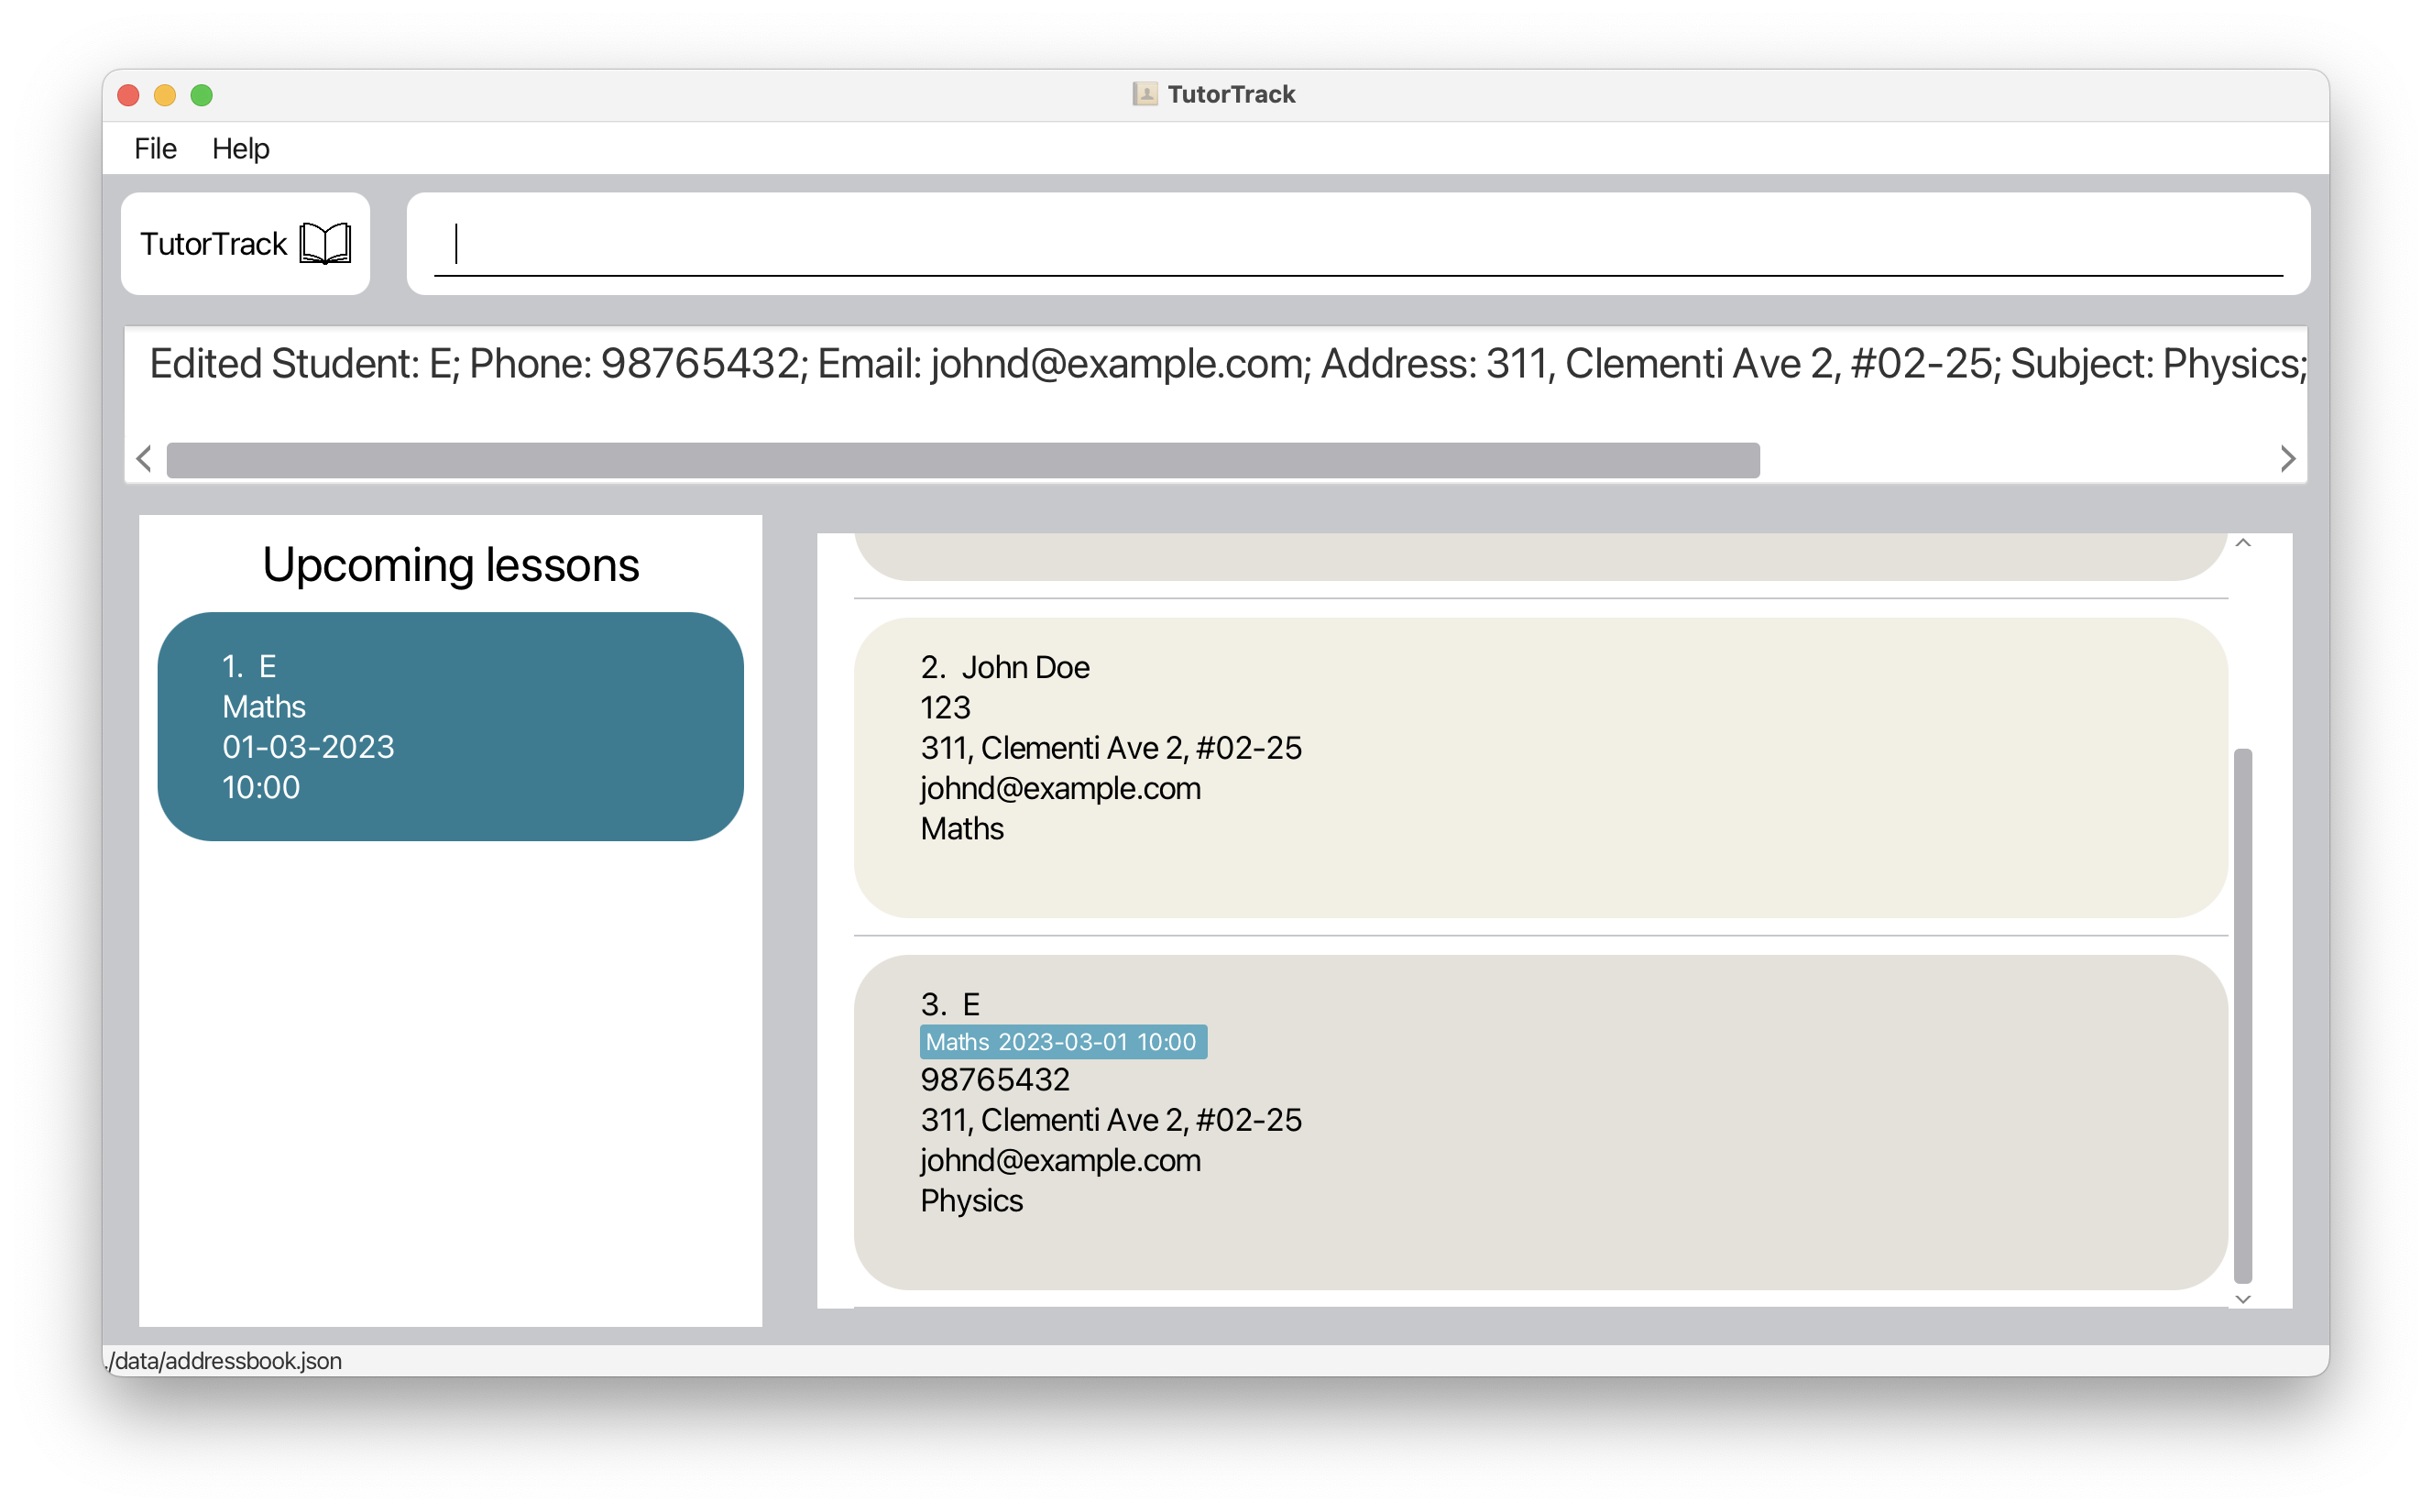 TutorTrack
File Help
TutorTrack
Edited Student: E; Phone: 98765432; Email: johnd@example.com; Address: 311, Clementi Ave 2, #02-25; Subject: Physics;
Upcoming lessons
1. E
Maths
01-03-2023
10:00
2. John Doe
123
311, Clementi Ave 2, #02-25
johnd@example.com
Maths
3. E
Maths 2023-03-01 10:00
98765432
311, Clementi Ave 2, #02-25
johnd@example.com
Physics
./data/addressbook.json